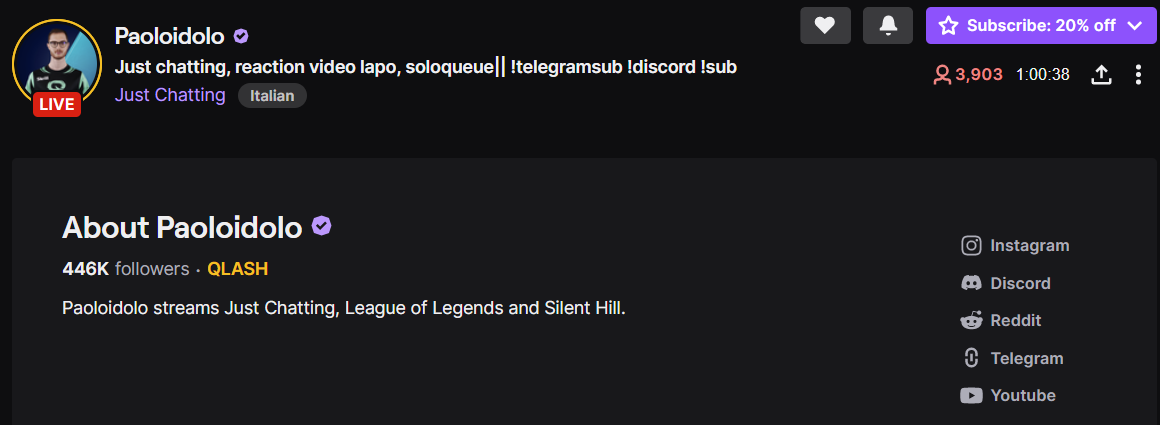 Paoloidolo
Just chatting, reaction video lapo, soloqueue|| !telegramsub !discord !sub
Just Chatting Italian
LIVE
Subscribe: 20% off
3,903 1:00:38
About Paoloidolo
446K followers · QLASH
Paoloidolo streams Just Chatting, League of Legends and Silent Hill.
Instagram
Discord
Reddit
Telegram
Youtube